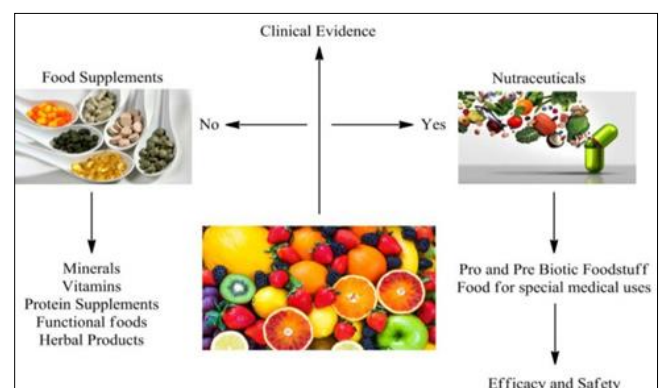 Clinical Evidence
Food Supplements
Nutraceuticals
No
Yes
Minerals
Vitamins
Protein Supplements
Functional foods
Herbal Products
Pro and Pre Biotic Foodstuff
Food for special medical uses
Efficacy and Safety